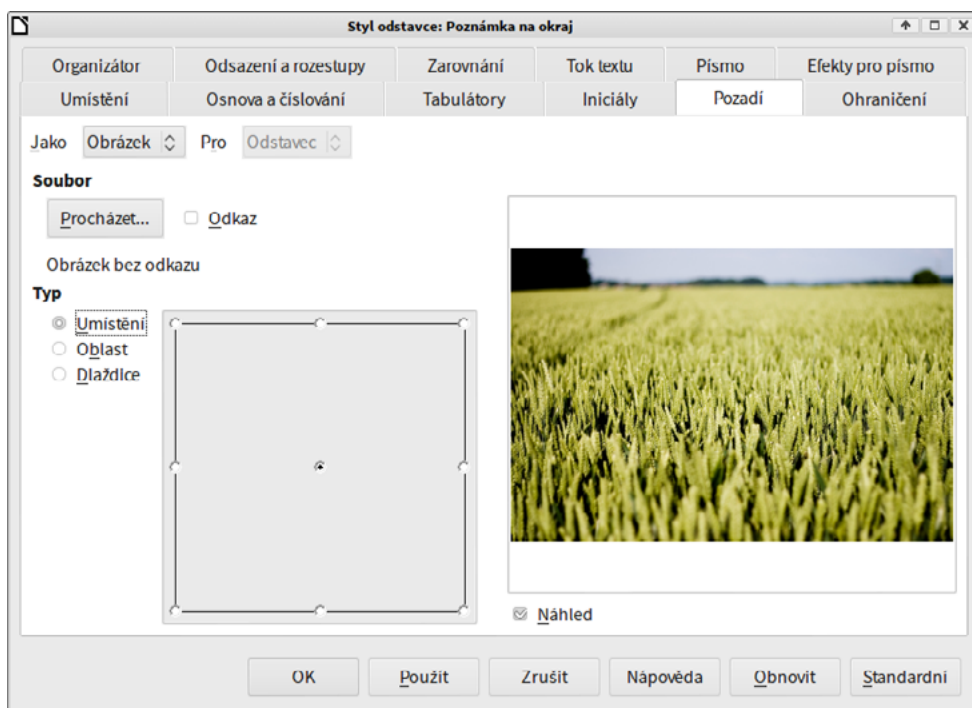 Styl odstavce: Poznámka na okraj
Organizátor Odsazení a rozestupy Zarovnání Tok textu Písmo Efekty pro písmo
Umístění Osnova a číslování Tabulátory Iniciály Pozadí Ohraničení
Jako Obrázek Pro Odstavec
Soubor
Procházet... Odkaz
Obrázek bez odkazu
Typ
Umístění
Oblast
Dlaždice
Náhled
OK Použít Zrušit Nápověda Obnovit Standardní